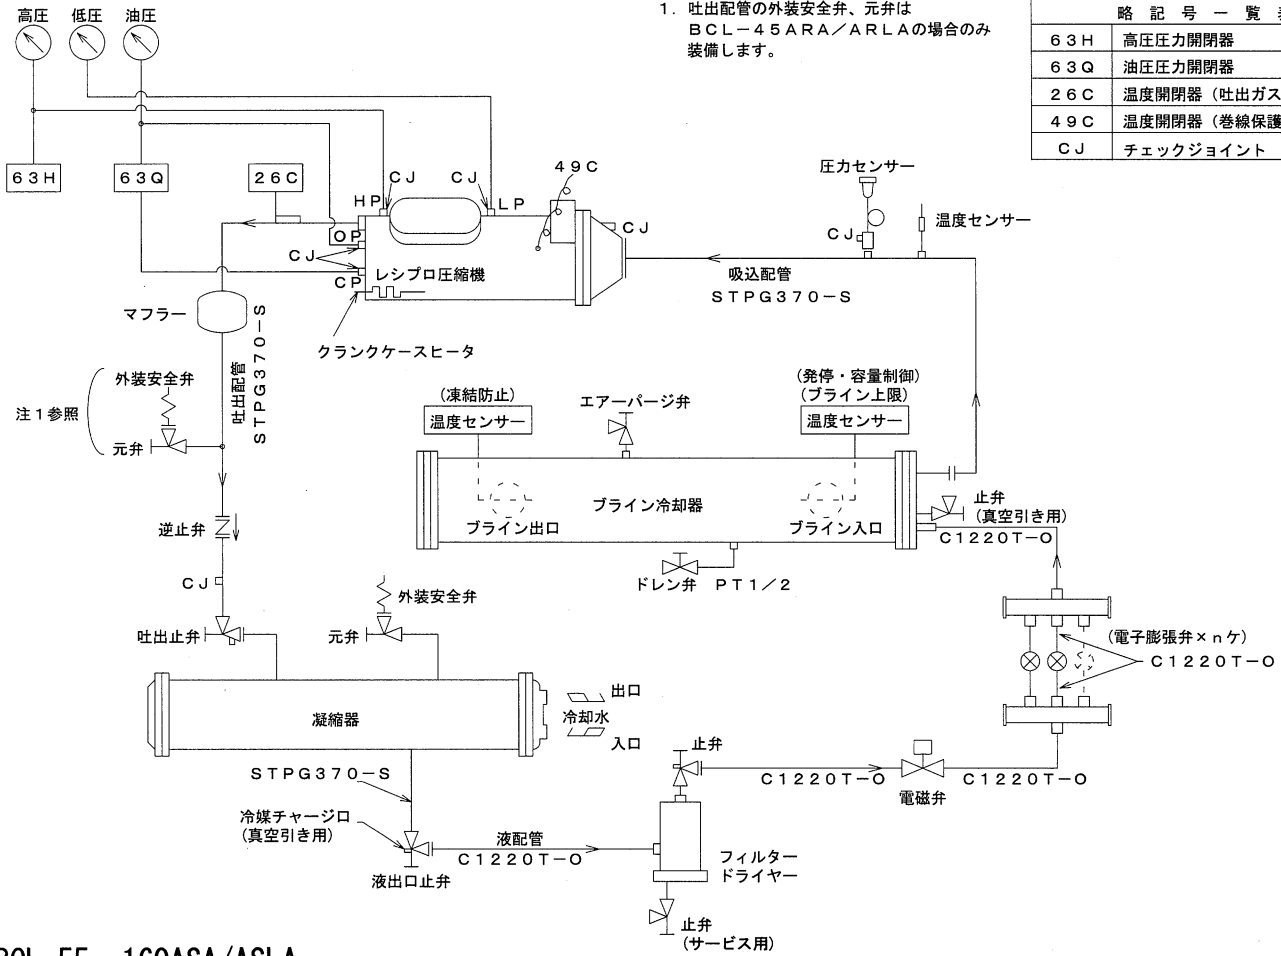 高圧 低圧 油圧
1. 吐出配管の外装安全弁、元弁は
BCL-45ARA/ARLAの場合のみ
装備します。
略記号一覧
63H 高圧圧力開閉器
63Q 油圧圧力開閉器
26C 温度開閉器(吐出ガス
49C 温度開閉器(巻線保護
CJ チェックジョイント
63H
63Q
26C
HP
CJ
CJ
LP
49C
CJ
圧力センサー
温度センサー
CJ
OP
CJ
CP
レシプロ圧縮機
吸込配管
STPG370-S
マフラー
クランクケースヒータ
吐出配管
STPG370-S
外装安全弁
注1参照
元弁
(凍結防止)
温度センサー
エアーパージ弁
(発停・容量制御)
(ブライン上限)
温度センサー
ブライン冷却器
ブライン出口
ブライン入口
止弁
(真空引き用)
C1220T-O
逆止弁
ドレン弁 PT1/2
CJ
外装安全弁
吐出止弁
元弁
(電子膨張弁×nケ)
C1220T-O
凝縮器
出口
冷却水
入口
STPG370-S
止弁
C1220T-O
C1220T-O
電磁弁
冷媒チャージ口
(真空引き用)
液配管
C1220T-O
液出口止弁
フィルター
ドライヤー
止弁
(サービス用)